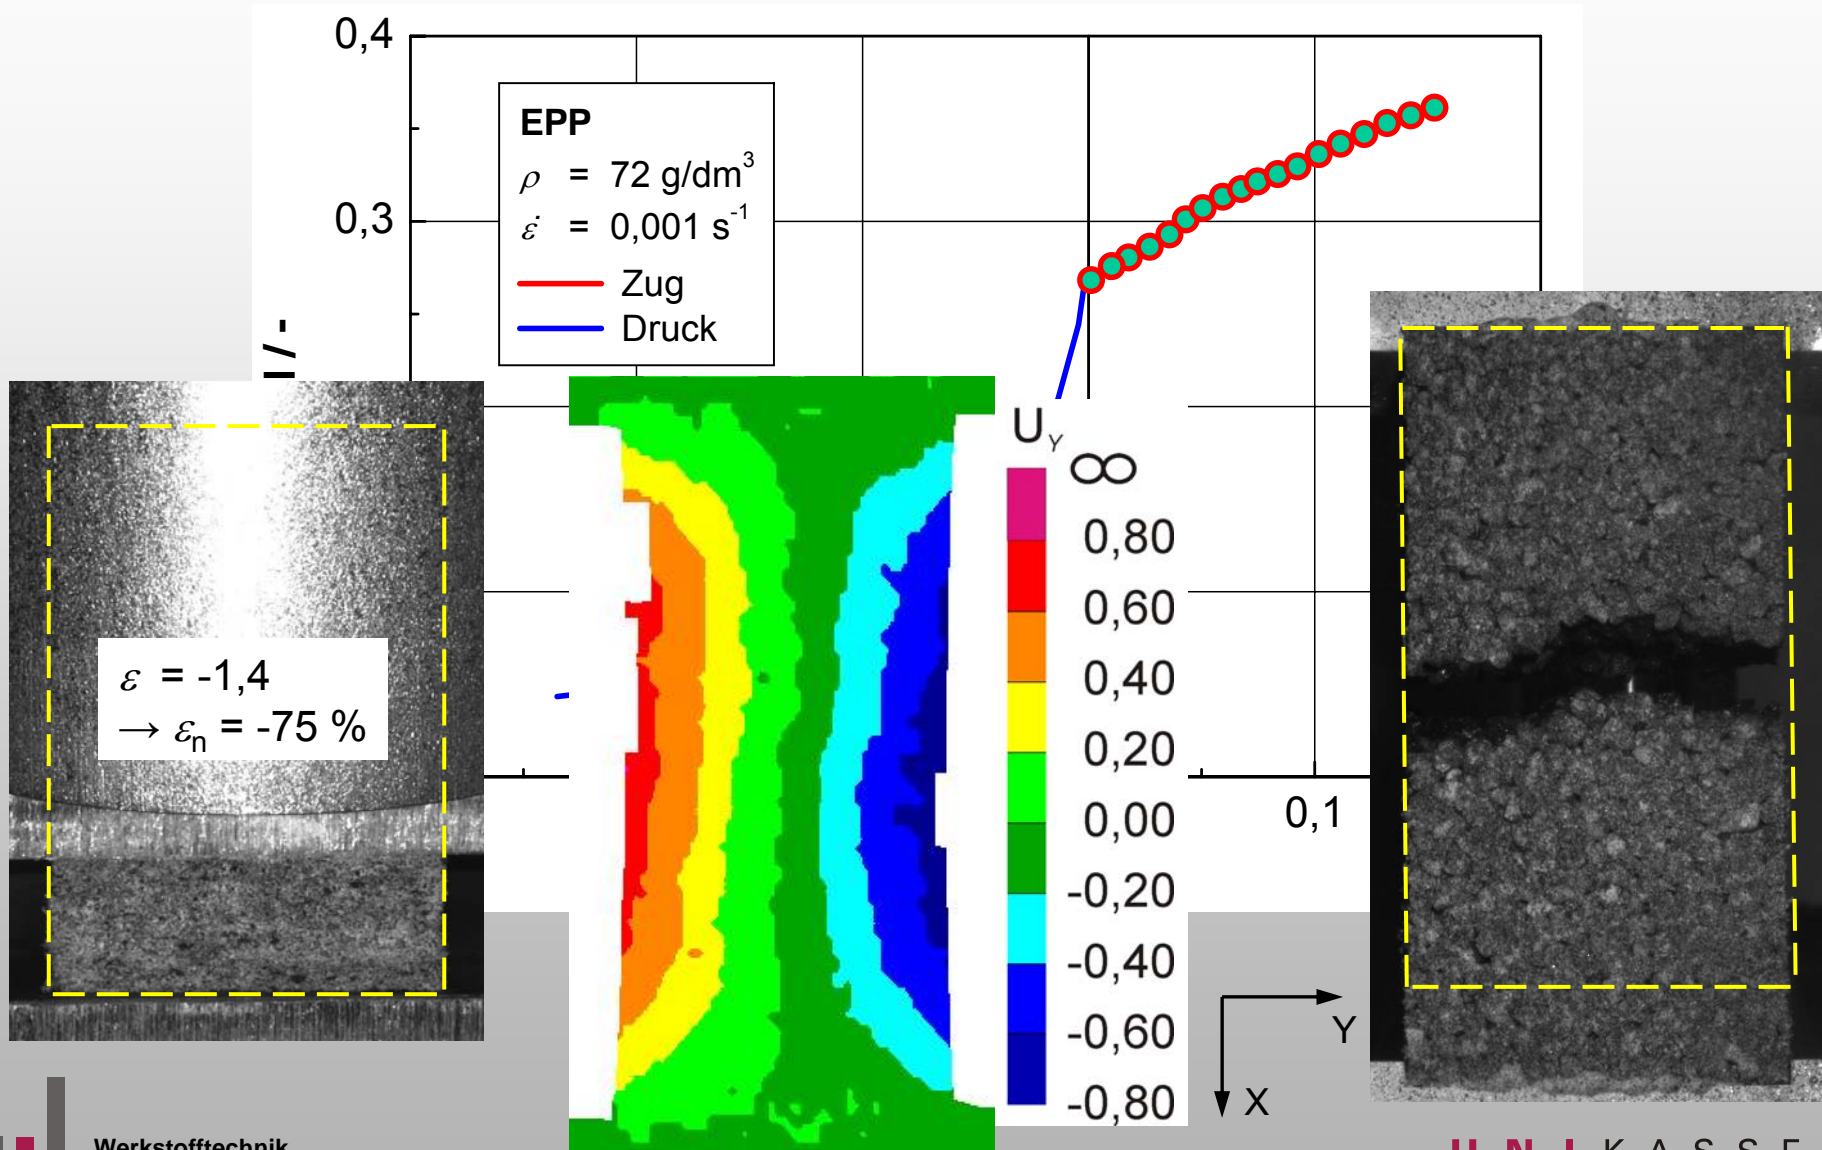 0,4
EPP
ρ = 72 g/dm³
ε̇ = 0,001 s⁻¹
Zug
Druck
0,3
0,1
ε = -1,4
→ εₙ = -75 %
U_Y
∞
0,80
0,60
0,40
0,20
0,00
-0,20
-0,40
-0,60
-0,80
Y
X
Werkstofftechnik
U N I K A S S E